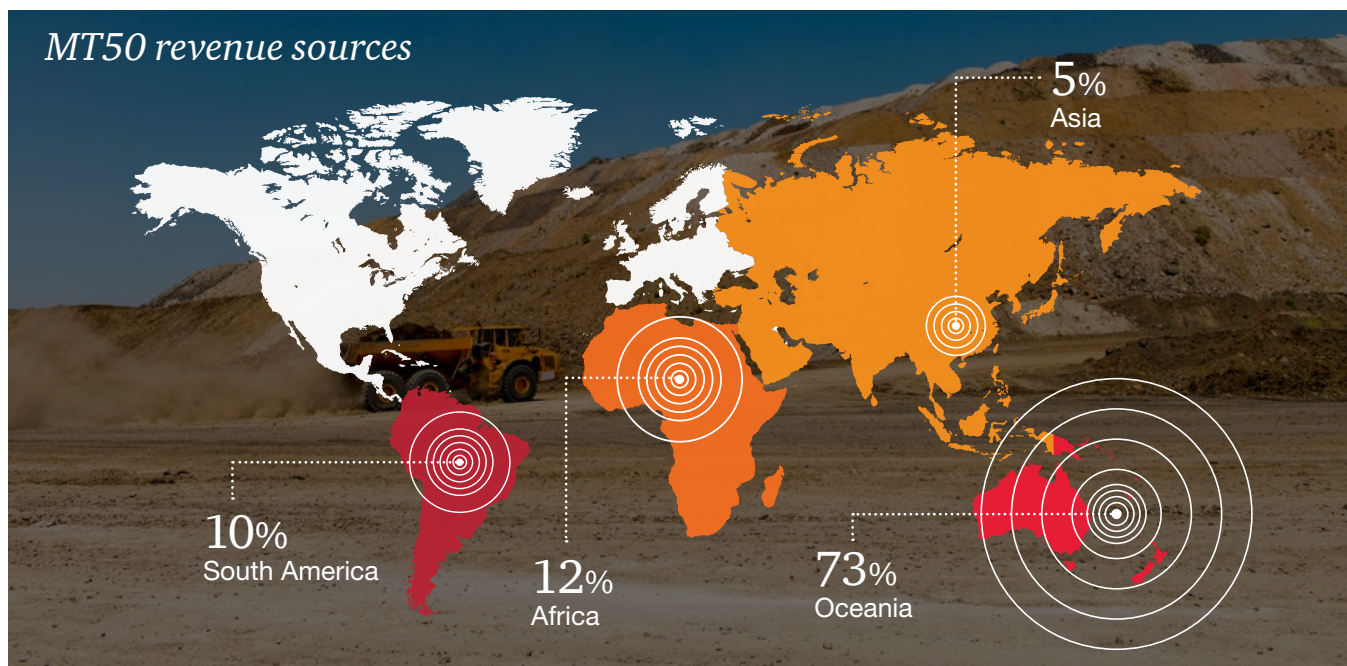 MT50 revenue sources
5%
Asia
10%
South America
12%
Africa
73%
Oceania